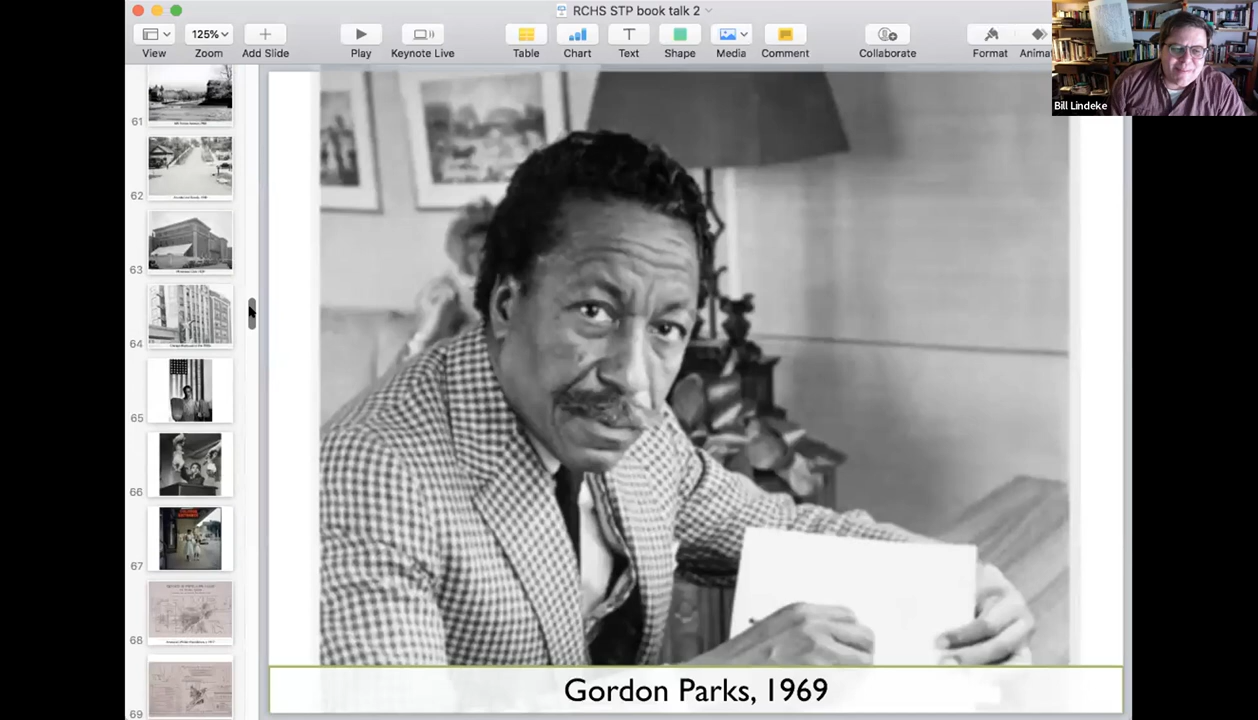 RCHS STP book talk 2
125%
View
Zoom
Add Slide
Play
Keynote Live
Table
Chart
Text
Shape
Media
Comment
Collaborate
Format
Animat
Bill Lindeke
61
62
63
64
65
66
67
68
69
Gordon Parks, 1969